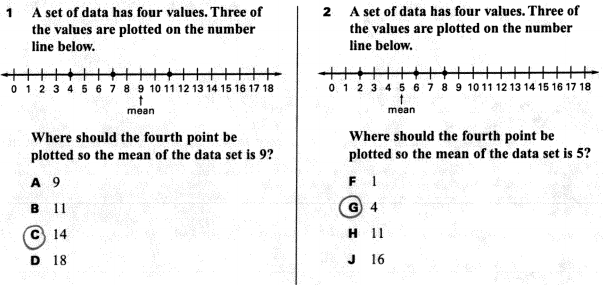 1 A set of data has four values. Three of
the values are plotted on the number
line below.
0 1 2 3 4 5 6 7 8 9 10 11 12 13 14 15 16 17 18
mean
Where should the fourth point be
plotted so the mean of the data set is 9?
A 9
B 11
C 14
D 18
2 A set of data has four values. Three of
the values are plotted on the number
line below.
0 1 2 3 4 5 6 7 8 9 10 11 12 13 14 15 16 17 18
mean
Where should the fourth point be
plotted so the mean of the data set is 5?
F 1
G 4
H 11
J 16